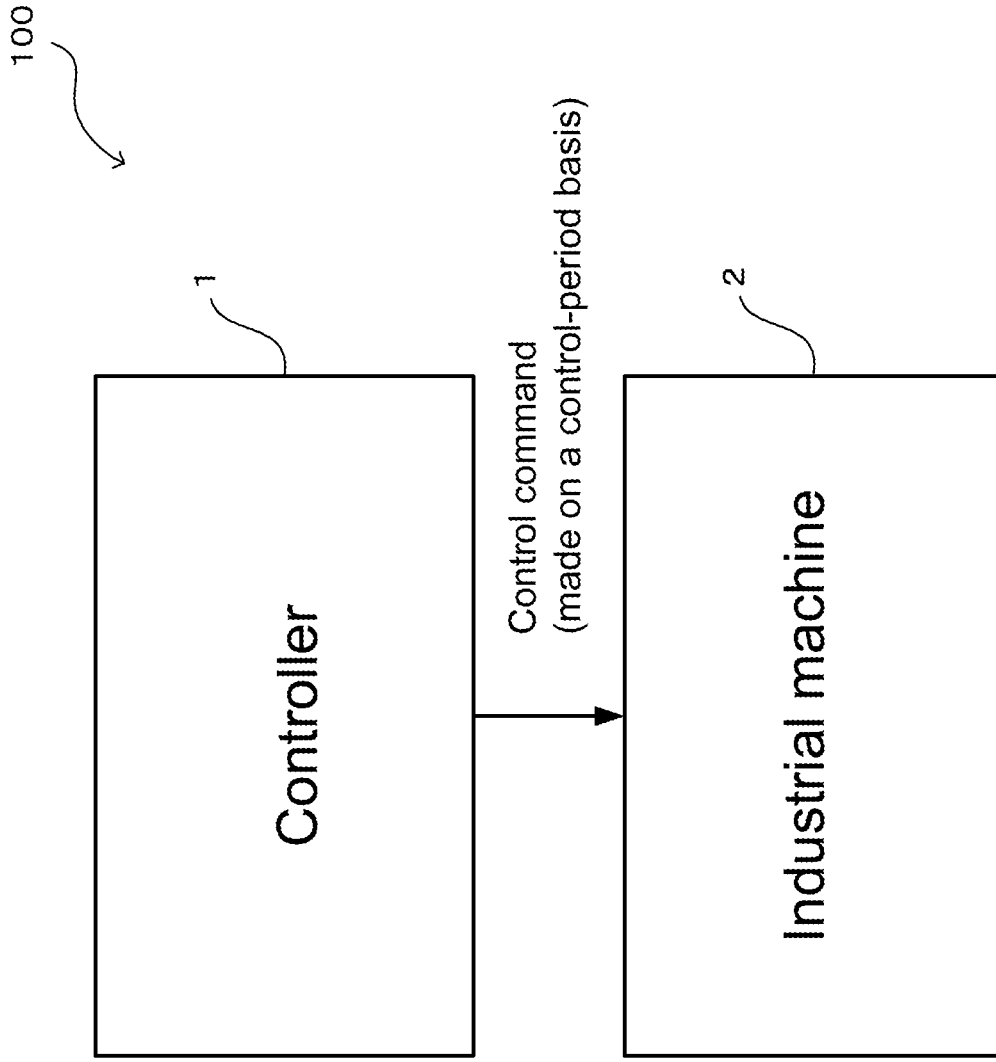 100
Controller
1
Control command
(made on a control-period basis)
Industrial machine
2